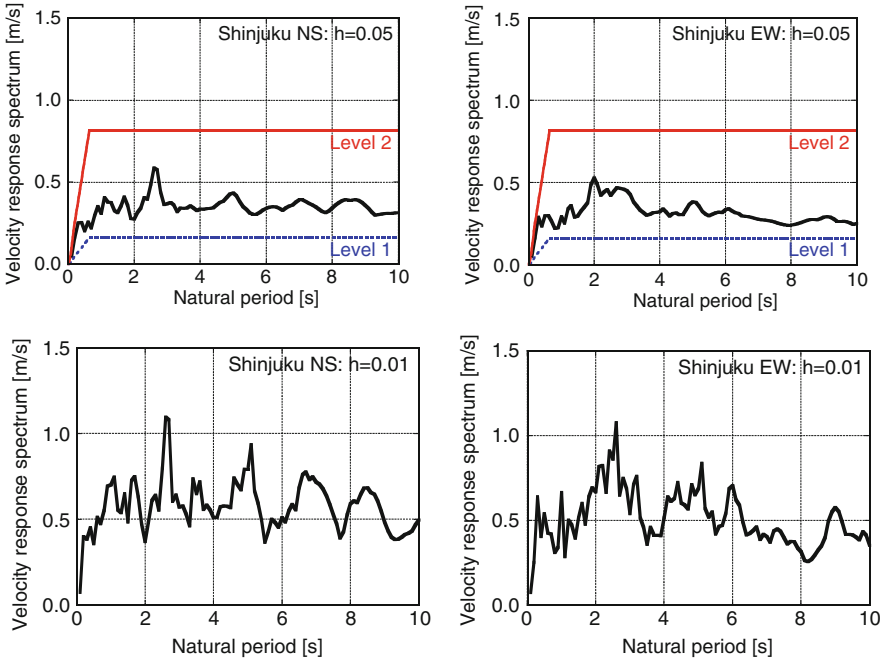 Velocity response spectrum [m/s]
1.5
1.0
0.5
0.0
Shinjuku NS: h=0.05
Level 2
Level 1
0 2 4 6 8 10
Natural period [s]
Velocity response spectrum [m/s]
1.5
1.0
0.5
0.0
Shinjuku EW: h=0.05
Level 2
Level 1
0 2 4 6 8 10
Natural period [s]
Velocity response spectrum [m/s]
1.5
1.0
0.5
0.0
Shinjuku NS: h=0.01
0 2 4 6 8 10
Natural period [s]
Velocity response spectrum [m/s]
1.5
1.0
0.5
0.0
Shinjuku EW: h=0.01
0 2 4 6 8 10
Natural period [s]